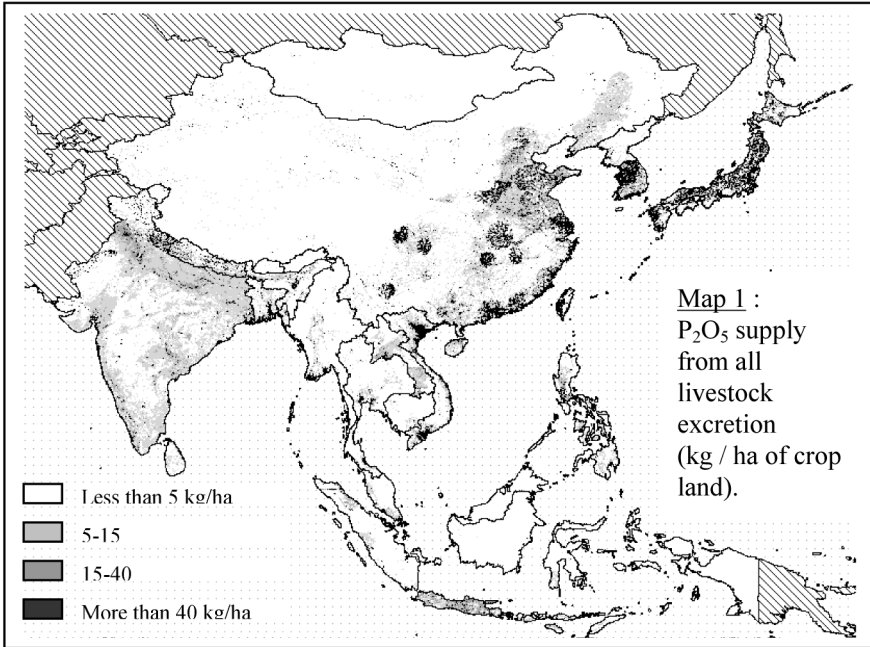 Map 1 :
P₂O₅ supply
from all
livestock
excretion
(kg / ha of crop
land).
Less than 5 kg/ha
5-15
15-40
More than 40 kg/ha